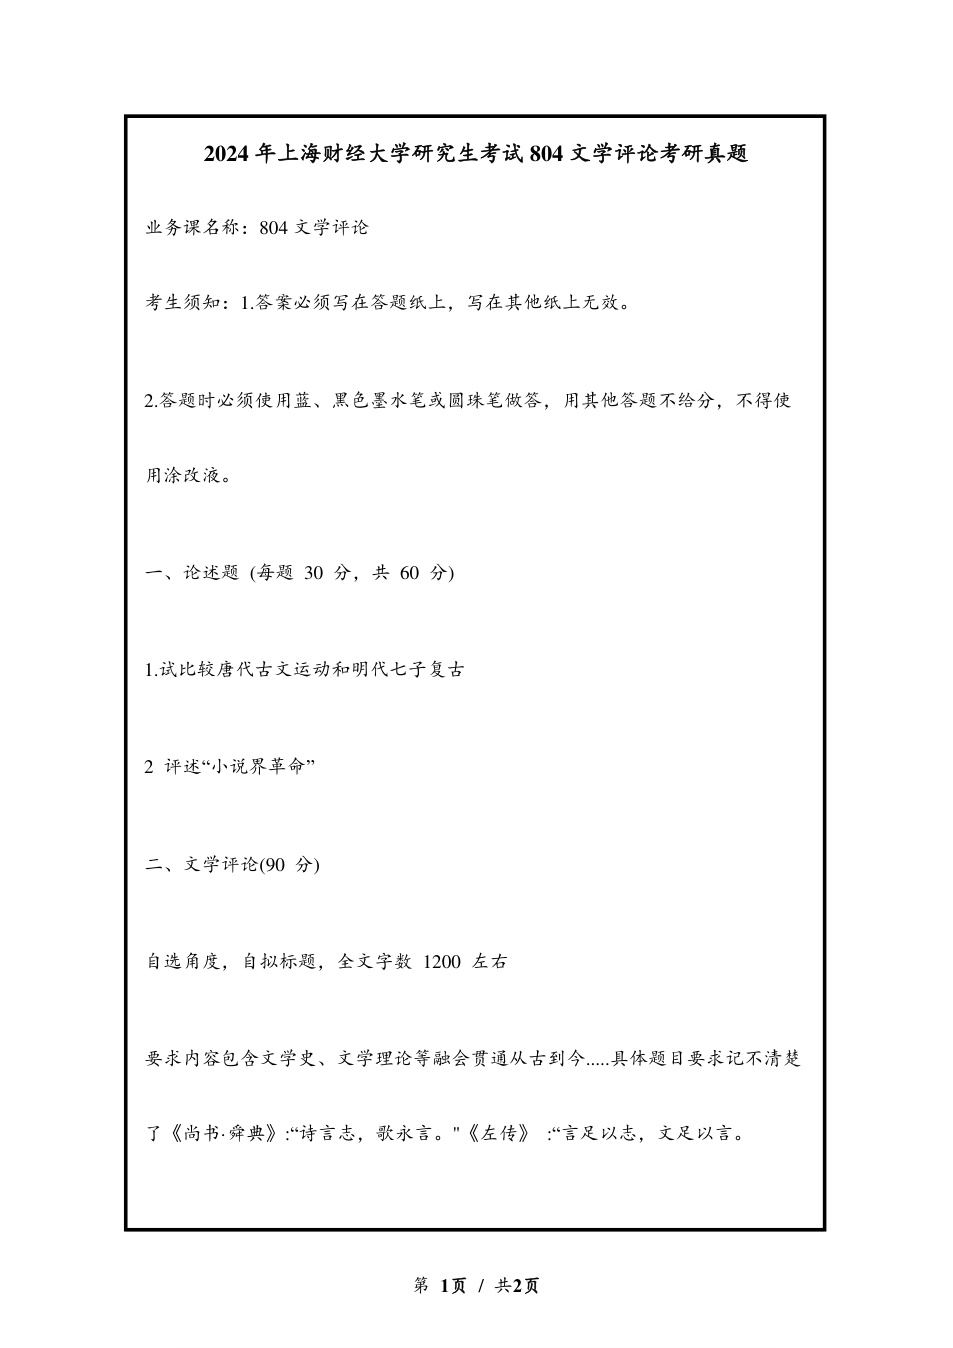 2024 年上海财经大学研究生考试 804 文学评论考研真题
业务课名称：804 文学评论
考生须知：1.答案必须写在答题纸上，写在其他纸上无效。
2.答题时必须使用蓝、黑色墨水笔或圆珠笔做答，用其他答题不给分，不得使
用涂改液。
一、论述题 (每题 30 分，共 60 分)
1.试比较唐代古文运动和明代七子复古
2 评述“小说界革命”
二、文学评论(90 分)
自选角度，自拟标题，全文字数 1200 左右
要求内容包含文学史、文学理论等融会贯通从古到今.....具体题目要求记不清楚
了《尚书·舜典》:“诗言志，歌永言。"《左传》 :“言足以志，文足以言。
第 1页 / 共2页